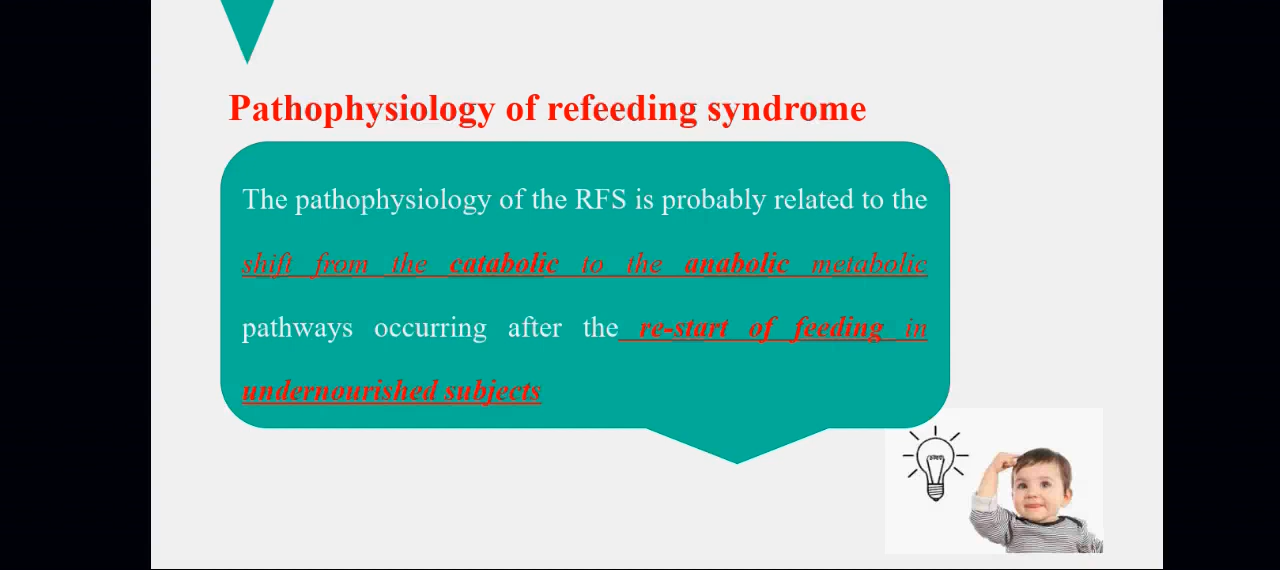 Pathophysiology of refeeding syndrome
The pathophysiology of the RFS is probably related to the
shift from the catabolic to the anabolic metabolic
pathways occurring after the re-start of feeding in
undernourished subjects